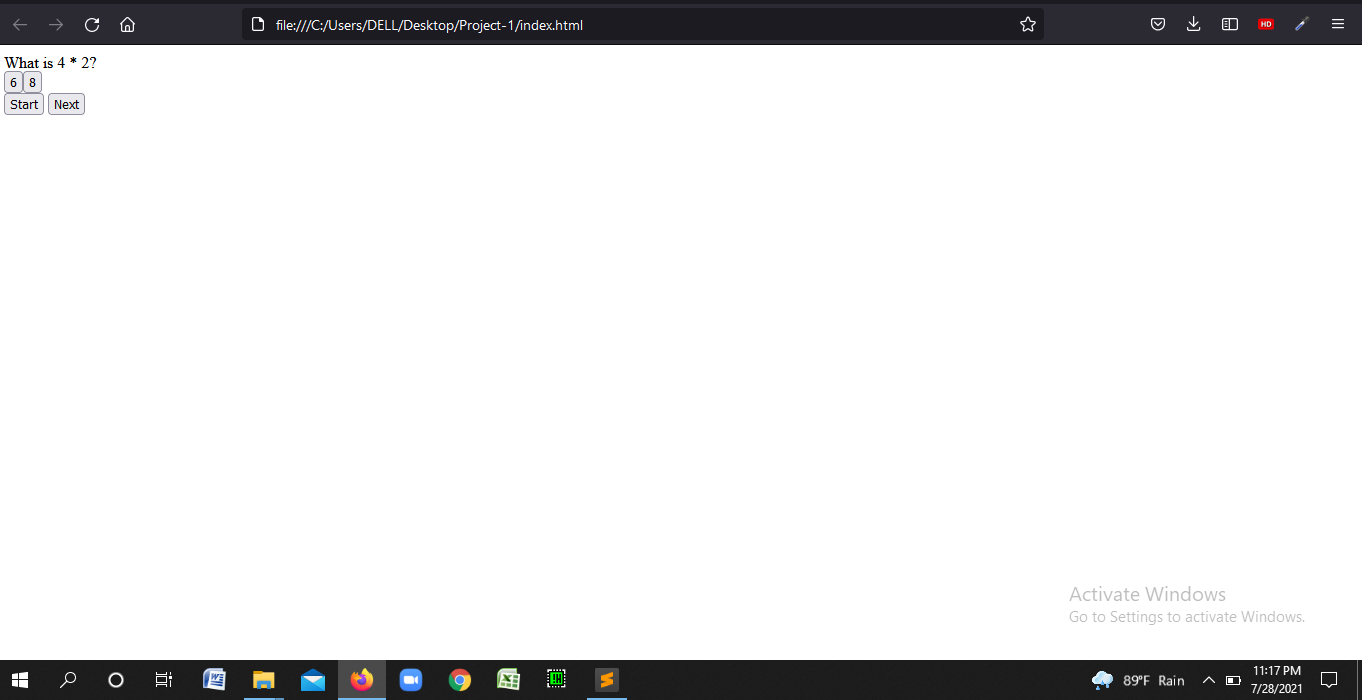 file:///C:/Users/DELL/Desktop/Project-1/index.html
HD
What is 4 * 2?
6 8
Start Next
Activate Windows
Go to Settings to activate Windows.
89°F Rain
11:17 PM
7/28/2021